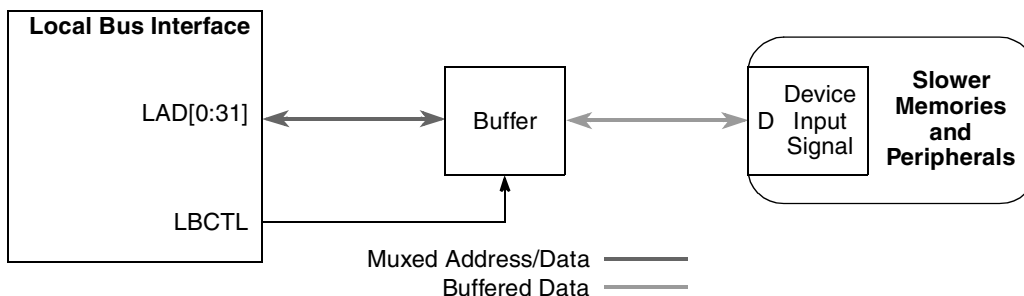 Local Bus Interface
LAD[0:31]
LBCTL
Buffer
D
Device
Input
Signal
Slower
Memories
and
Peripherals
Muxed Address/Data
Buffered Data